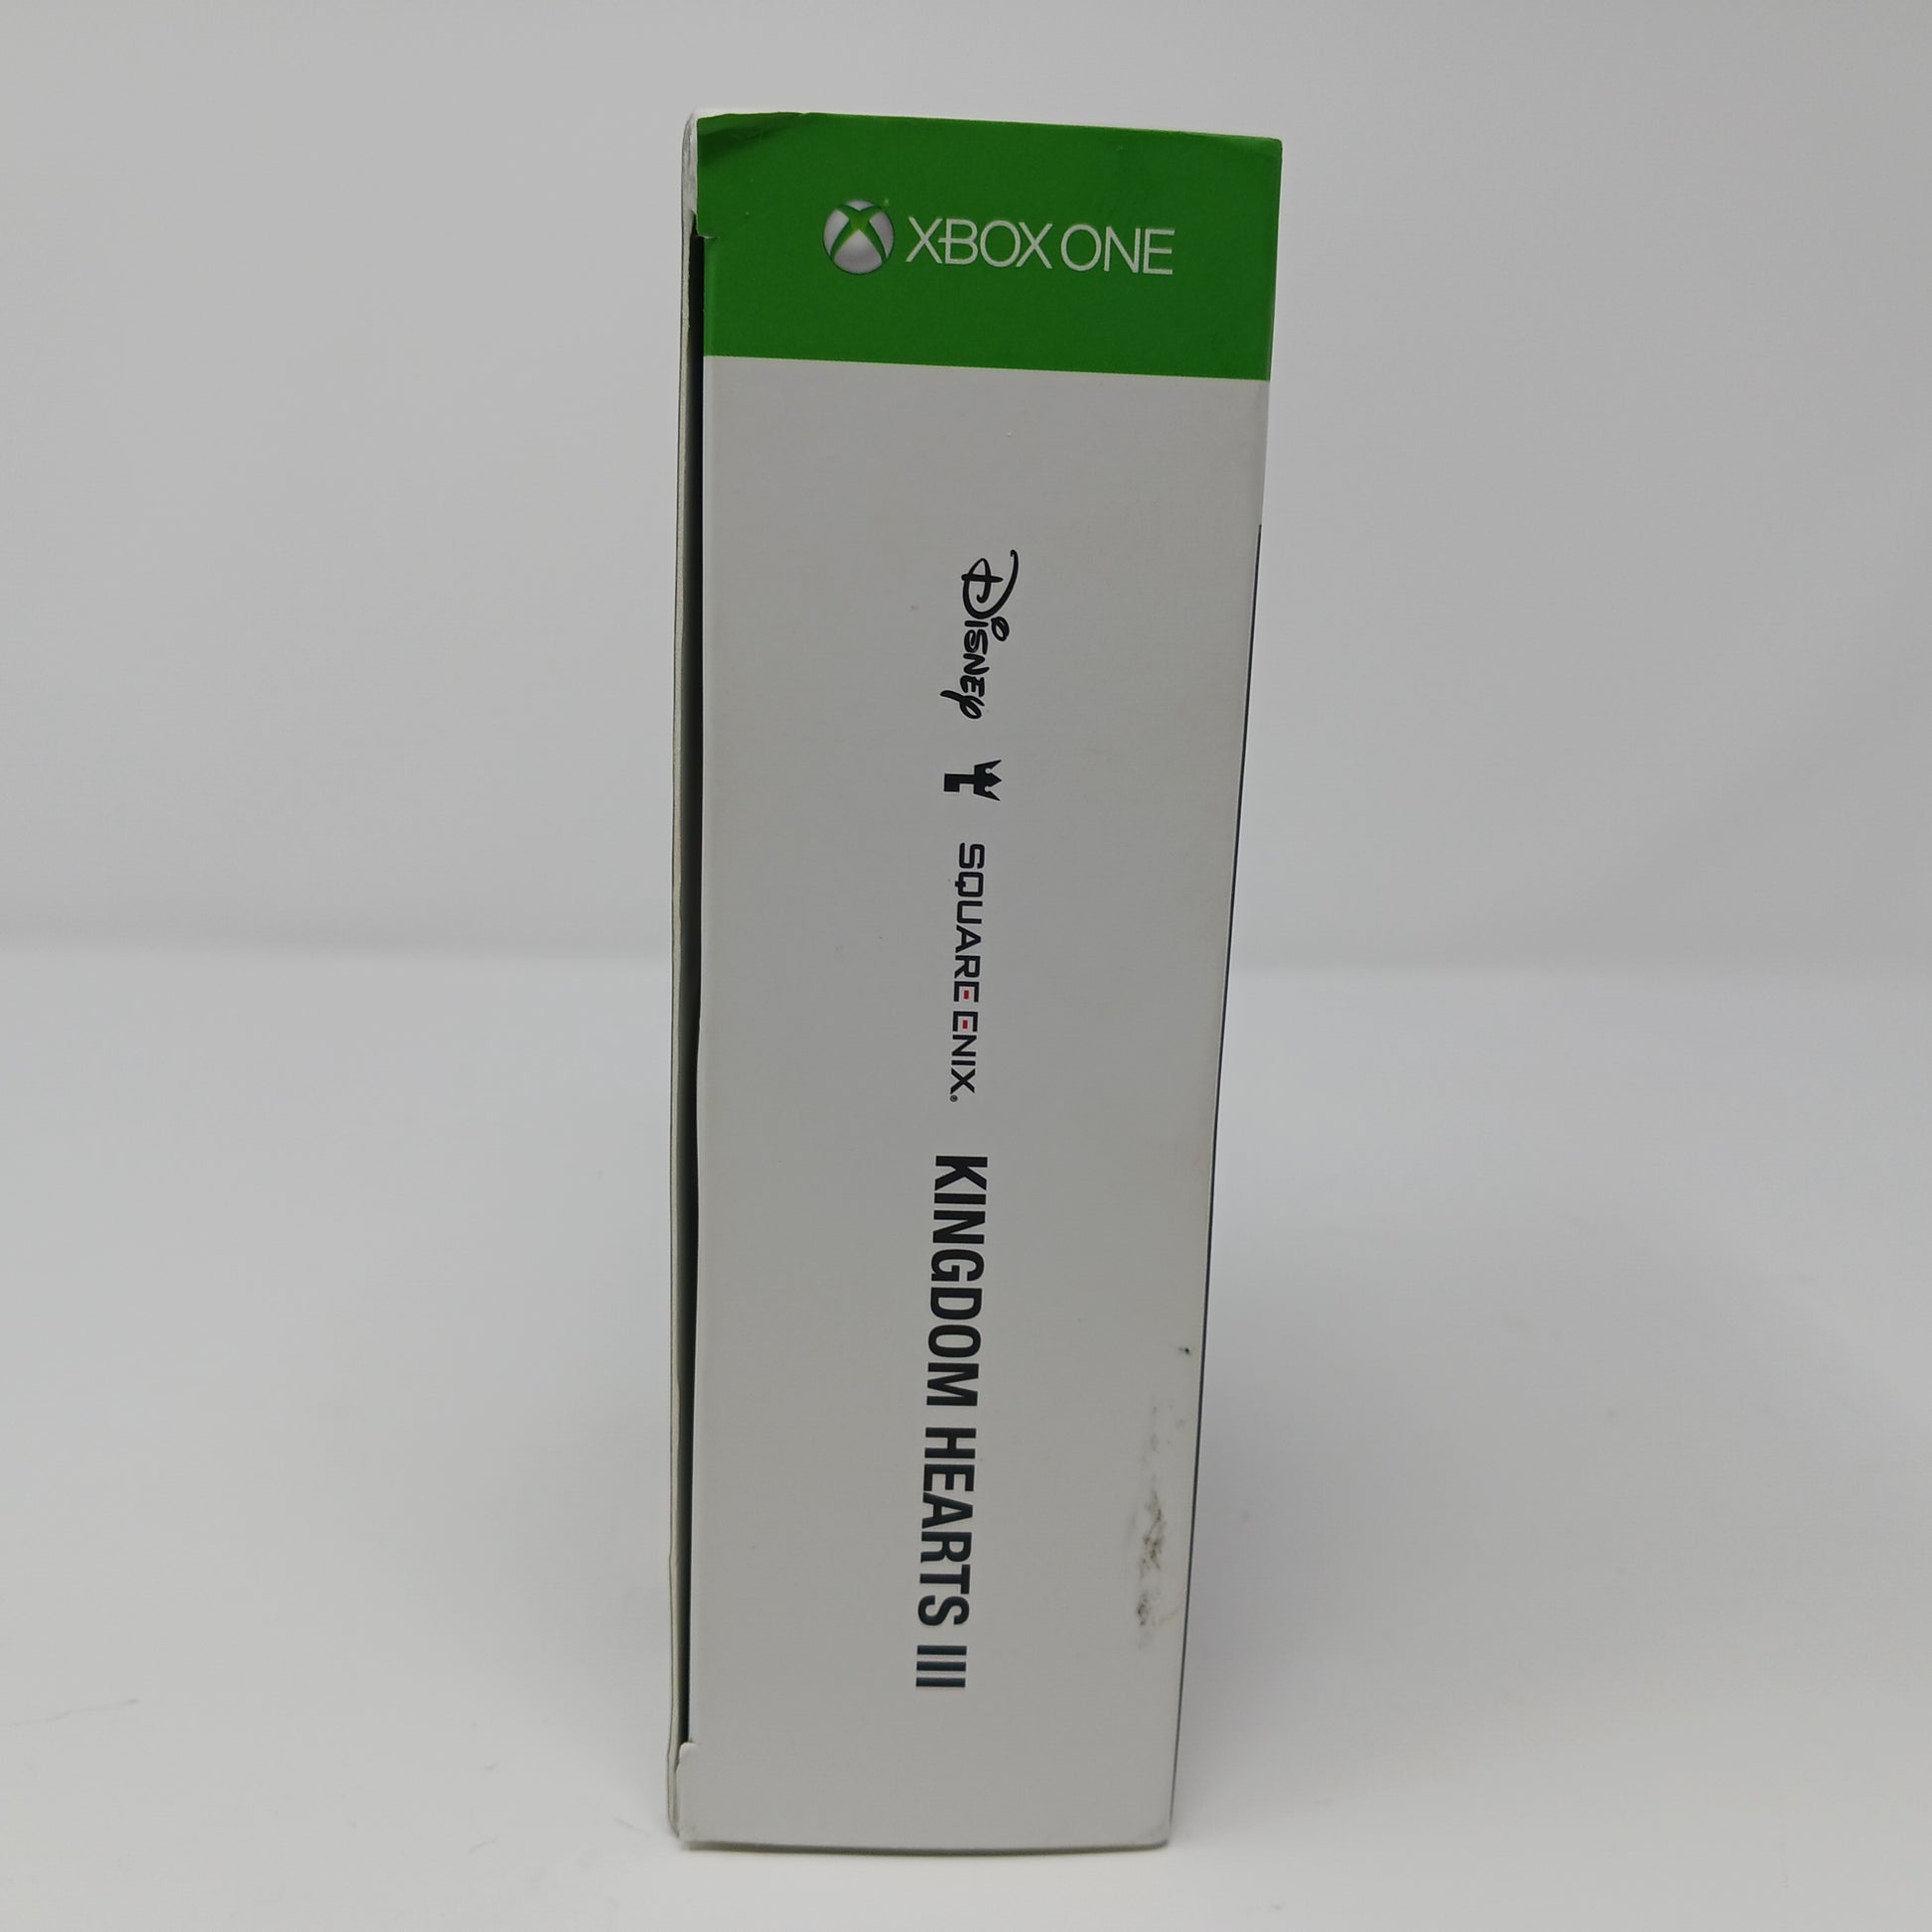 XBOX ONE
Disney SQUARE ENIX® KINGDOM HEARTS III